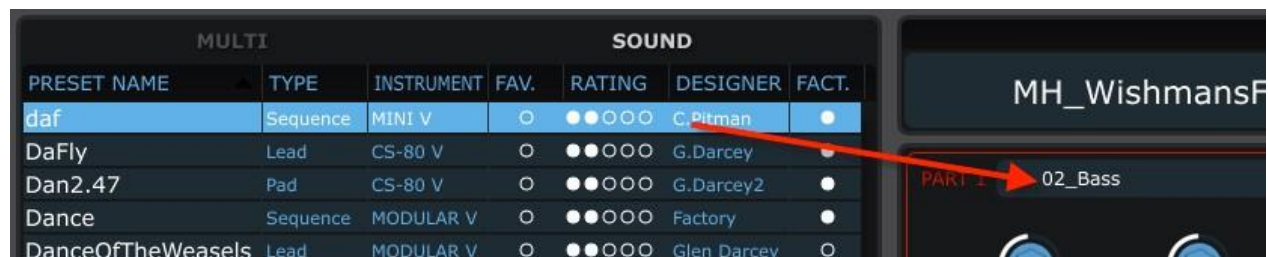 MULTI SOUND
PRESET NAME TYPE INSTRUMENT FAV. RATING DESIGNER FACT.
daf Sequence MINI V C.Pitman
DaFly Lead CS-80 V G.Darcey
Dan2.47 Pad CS-80 V G.Darcey2
Dance Sequence MODULAR V Factory
DanceOfTheWeasels Lead MODULAR V Glen Darcey
MH_WishmansF
PART 1 02_Bass